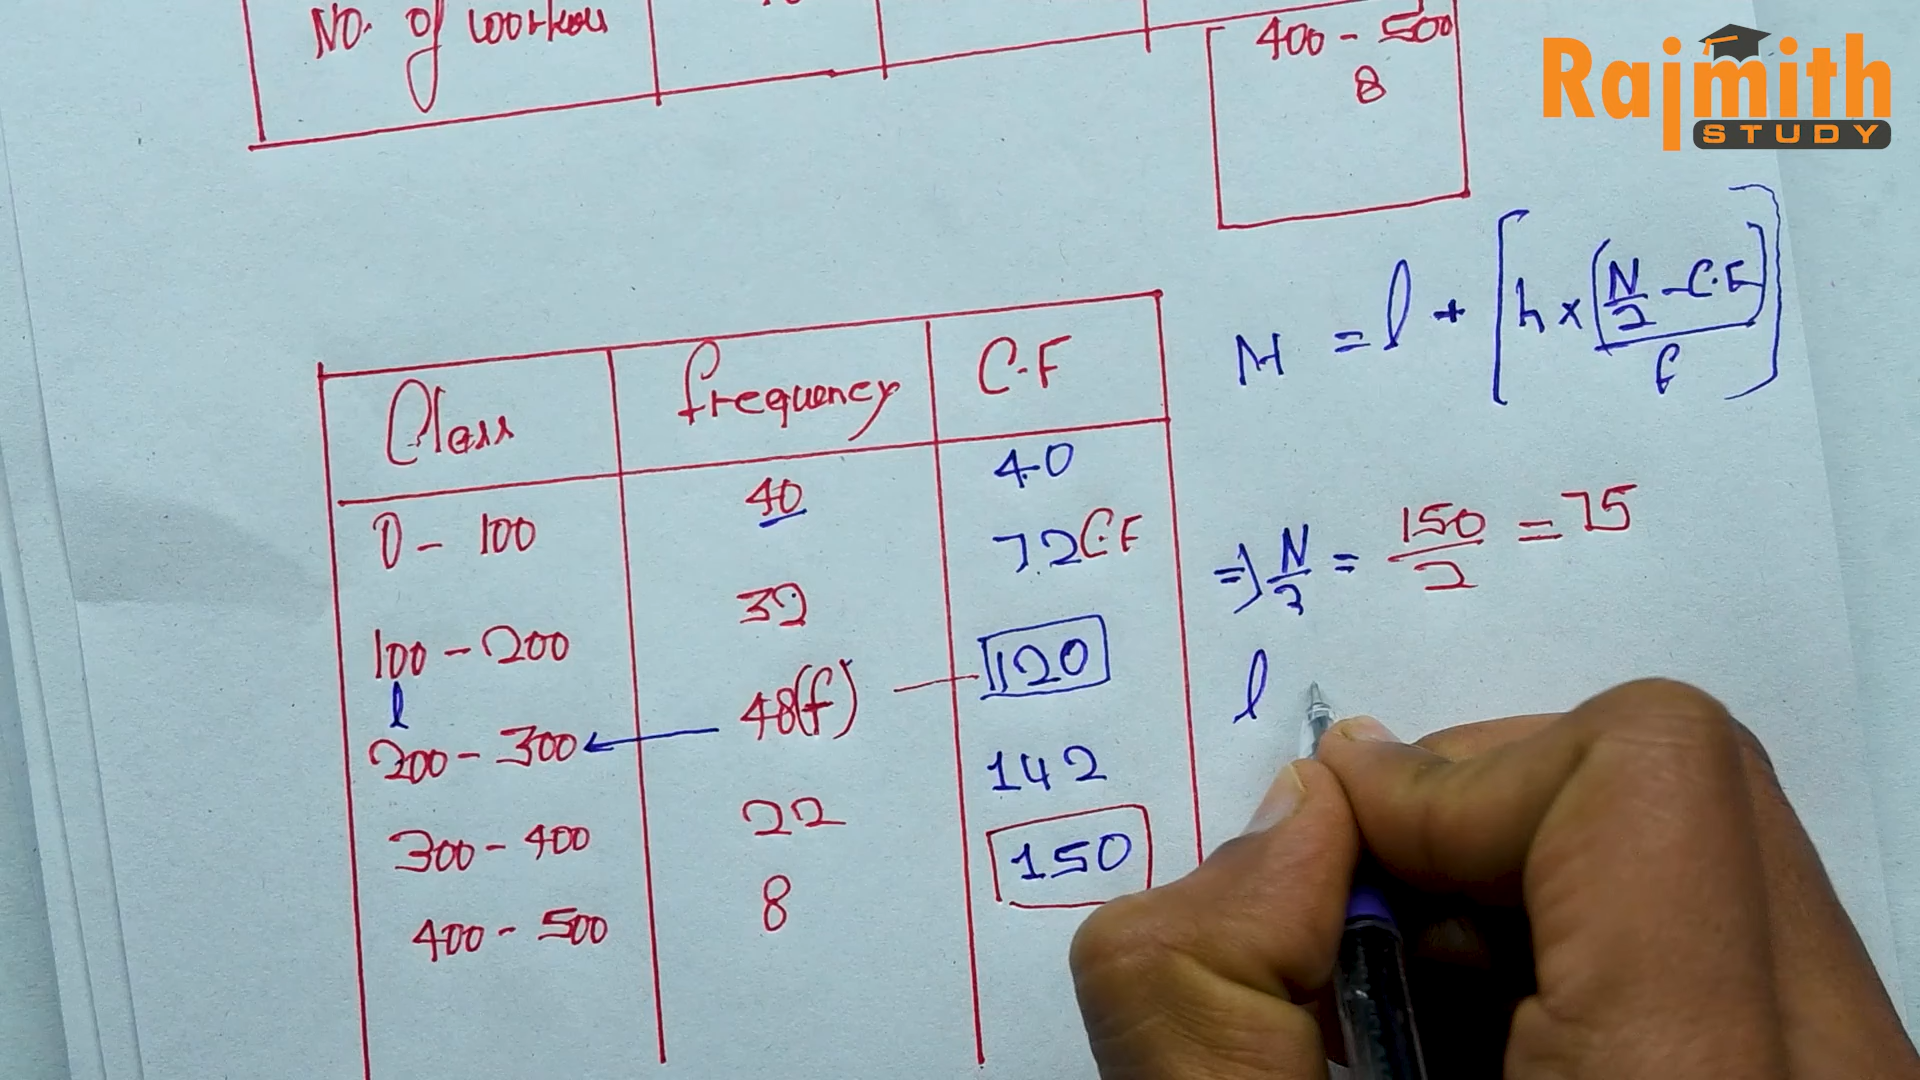 No. of workers
400 - 500
8
Rajmith
STUDY
M = l + [h × (N/2 - C.F)/f]
Class frequency C.F
0 - 100 40 40
100 - 200 32 72 C.F
l
200 - 300 48(f) 120
300 - 400 22 142
400 - 500 8 150
⇒) N/2 = 150/2 = 75
l